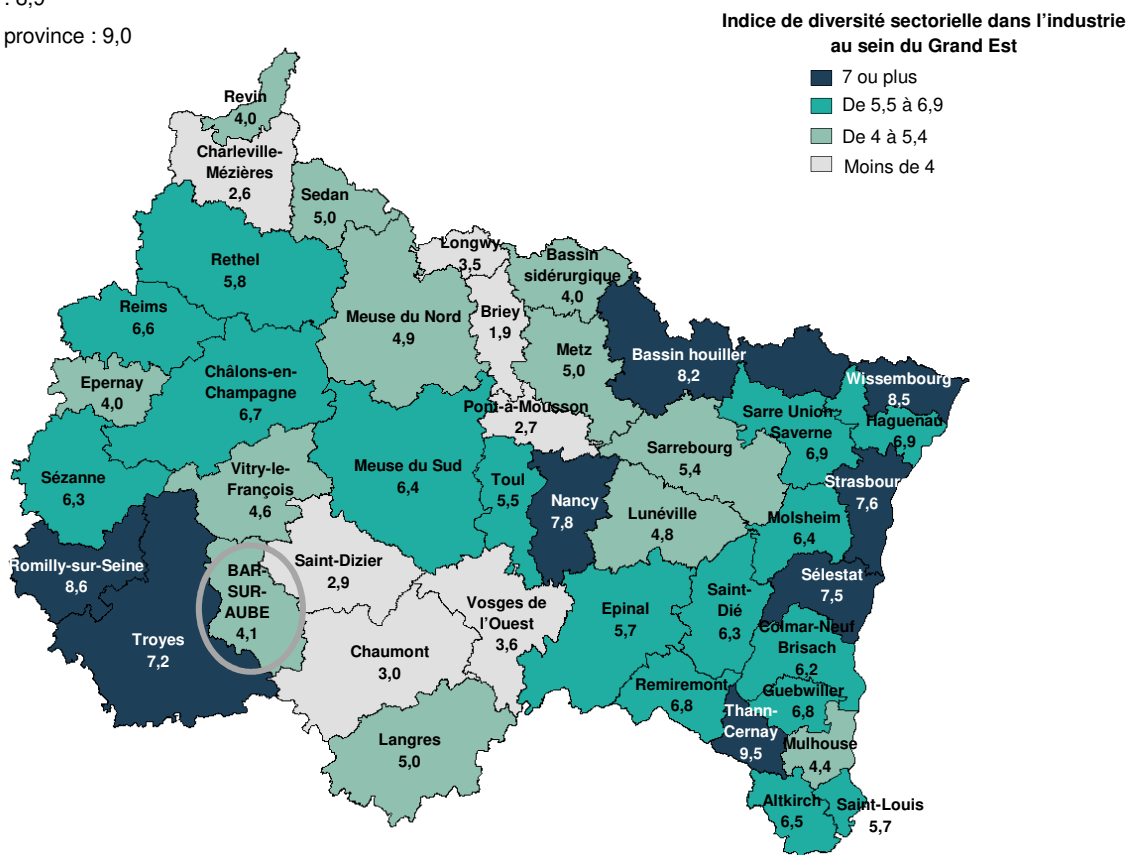 : 8,9
province : 9,0
Indice de diversité sectorielle dans l'industrie
au sein du Grand Est
7 ou plus
De 5,5 à 6,9
De 4 à 5,4
Moins de 4
Revin
4,0
Charleville-
Mézières
2,6
Sedan
5,0
Longwy
3,5
Bassin
sidérurgique
4,0
Rethel
5,8
Reims
6,6
Meuse du Nord
4,9
Briey
1,9
Metz
5,0
Bassin houiller
8,2
Wissembourg
8,5
Epernay
4,0
Châlons-en-
Champagne
6,7
Pont-à-Mousson
2,7
Sarre Union-
Saverne
6,9
Haguenau
6,9
Sarrebourg
5,4
Sézanne
6,3
Vitry-le-
François
4,6
Meuse du Sud
6,4
Toul
5,5
Nancy
7,8
Lunéville
4,8
Strasbourg
7,6
Molsheim
6,4
Romilly-sur-Seine
8,6
BAR-
SUR-
AUBE
4,1
Saint-Dizier
2,9
Vosges de
l'Ouest
3,6
Epinal
5,7
Saint-
Dié
6,3
Sélestat
7,5
Colmar-Neuf
Brisach
6,2
Troyes
7,2
Chaumont
3,0
Remiremont
6,8
Guebwiller
6,8
Thann-
Cernay
9,5
Langres
5,0
Mulhouse
4,4
Altkirch
6,5
Saint-Louis
5,7